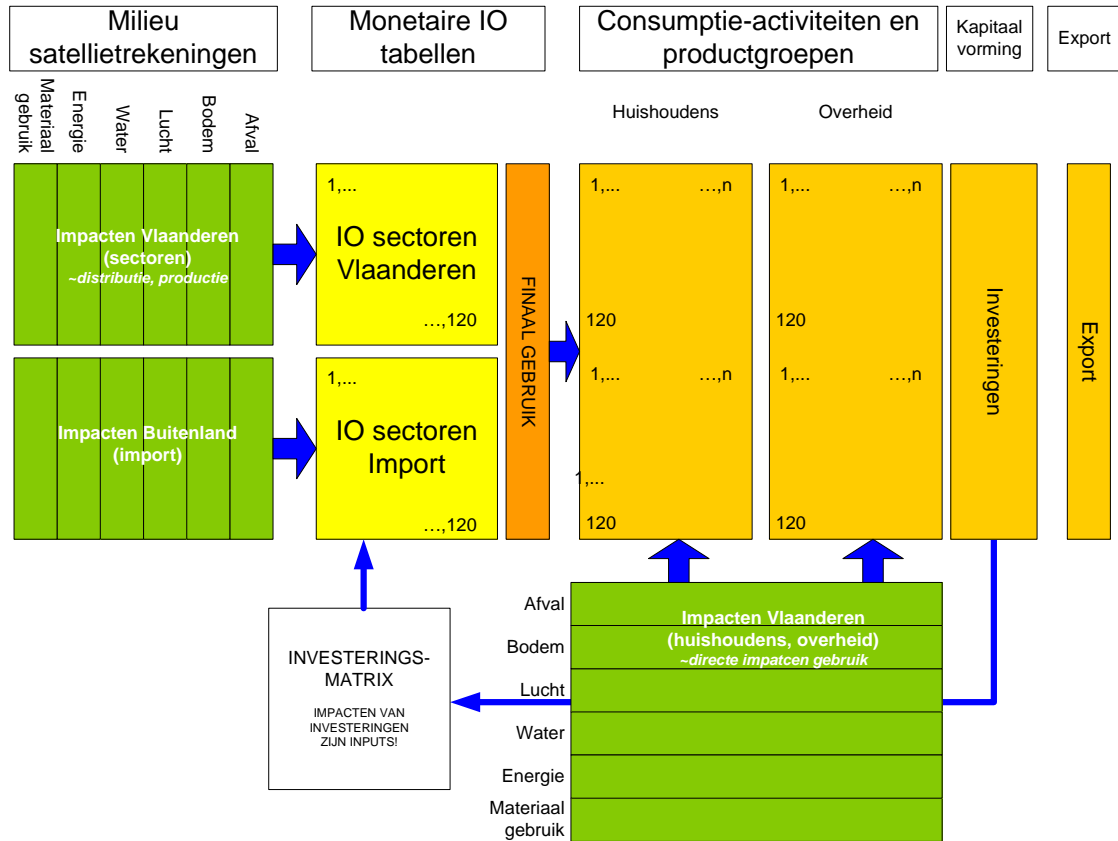 Milieu
satellietrekeningen
Monetaire IO
tabellen
Consumptie-activiteiten en
productgroepen
Kapitaal
vorming
Export
Materiaal
gebruik
Energie
Water
Lucht
Bodem
Afval
Huishoudens
Overheid
Impacten Vlaanderen
(sectoren)
~distributie, productie
1,...
IO sectoren
Vlaanderen
...,120
FINAAL GEBRUIK
1,...
...,n
120
1,...
...,n
1,...
120
1,...
...,n
120
1,...
...,n
120
Investeringen
Export
Impacten Buitenland
(import)
1,...
IO sectoren
Import
...,120
INVESTERINGS-
MATRIX
IMPACTEN VAN
INVESTERINGEN
ZIJN INPUTS!
Afval
Bodem
Lucht
Water
Energie
Materiaal
gebruik
Impacten Vlaanderen
(huishoudens, overheid)
~directe impatcen gebruik